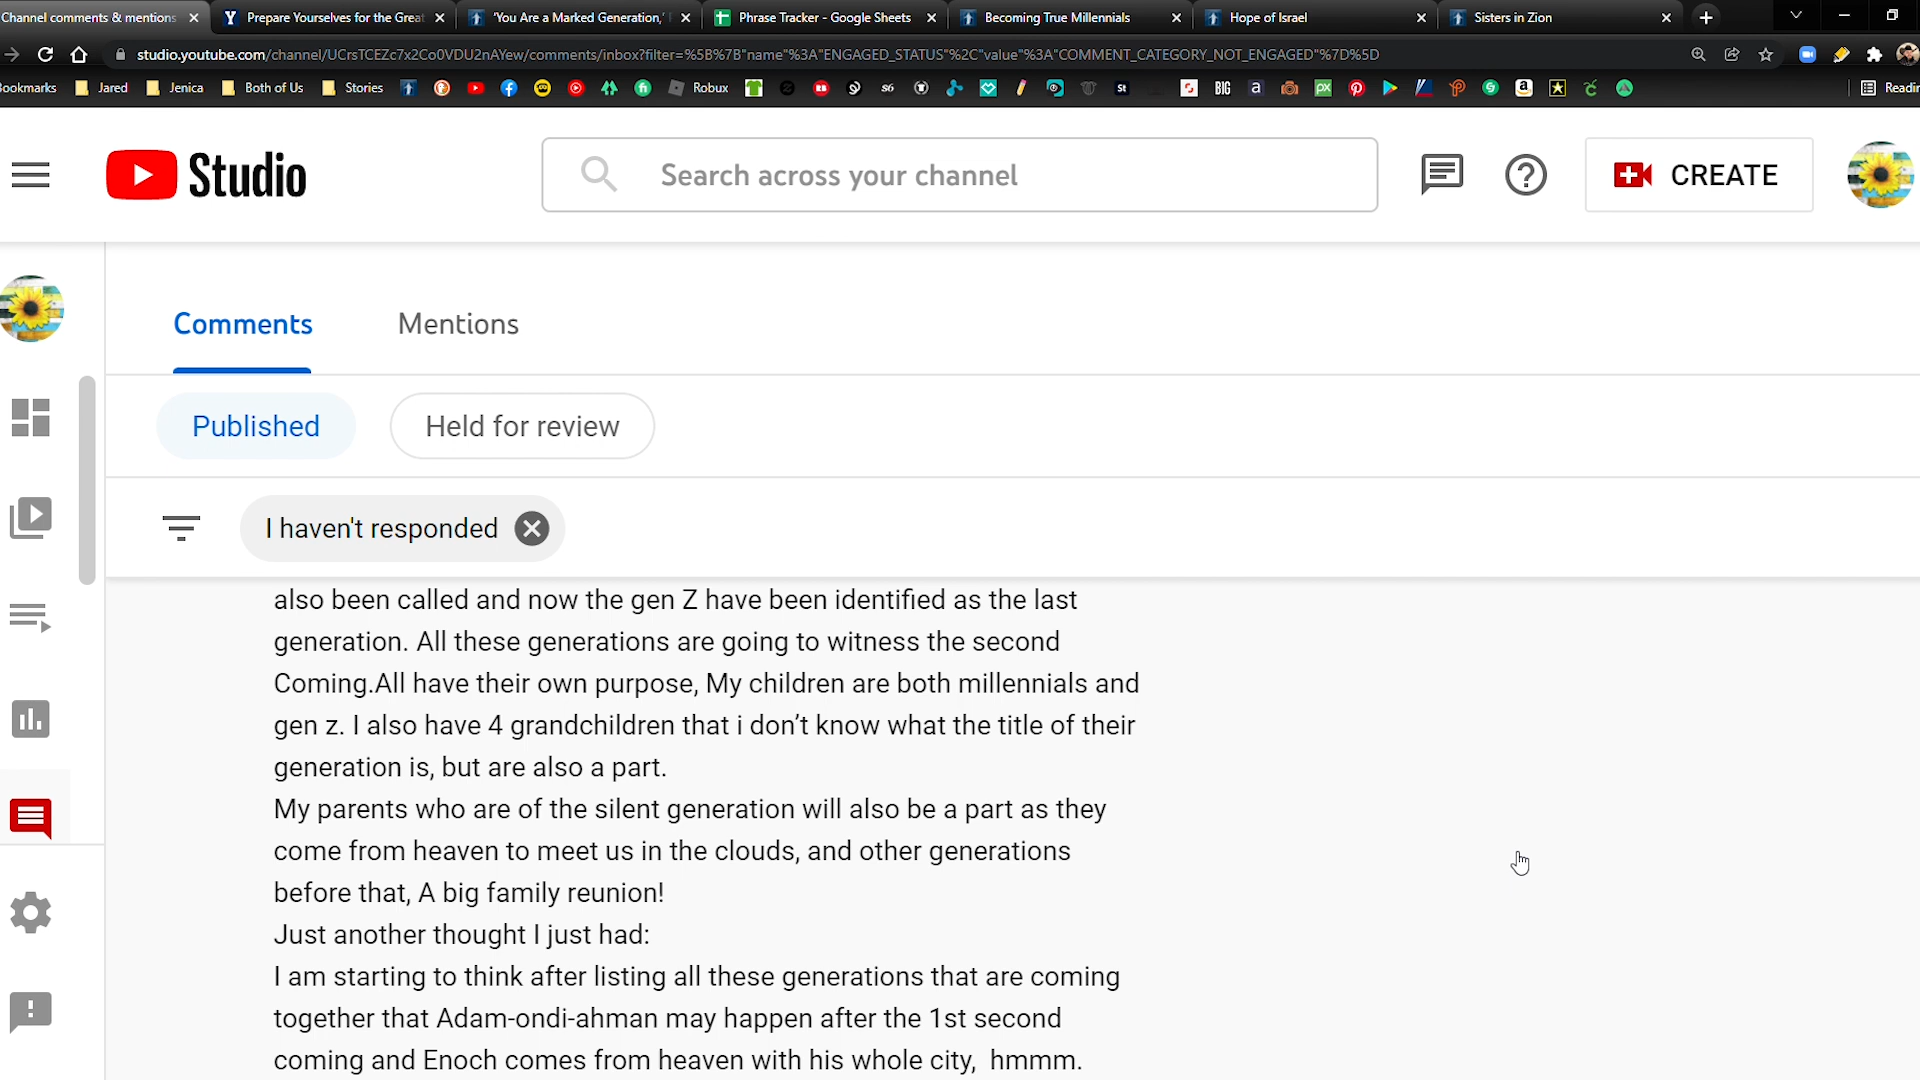 Channel comments & mentions
Prepare Yourselves for the Great
'You Are a Marked Generation,'
Phrase Tracker - Google Sheets
Becoming True Millennials
Hope of Israel
Sisters in Zion
studio.youtube.com/channel/UCrsTCEZc7x2Co0VDU2nAYew/comments/inbox?filter=%5B%7B"name"%3A"ENGAGED_STATUS"%2C"value"%3A"COMMENT_CATEGORY_NOT_ENGAGED"%7D%5D
ookmarks
Jared
Jenica
Both of Us
Stories
Robux
BIG
Readin
Studio
Search across your channel
CREATE
Comments
Mentions
Published
Held for review
I haven't responded
also been called and now the gen Z have been identified as the last
generation. All these generations are going to witness the second
Coming.All have their own purpose, My children are both millennials and
gen z. I also have 4 grandchildren that i don’t know what the title of their
generation is, but are also a part.
My parents who are of the silent generation will also be a part as they
come from heaven to meet us in the clouds, and other generations
before that, A big family reunion!
Just another thought I just had:
I am starting to think after listing all these generations that are coming
together that Adam-ondi-ahman may happen after the 1st second
coming and Enoch comes from heaven with his whole city, hmmm.